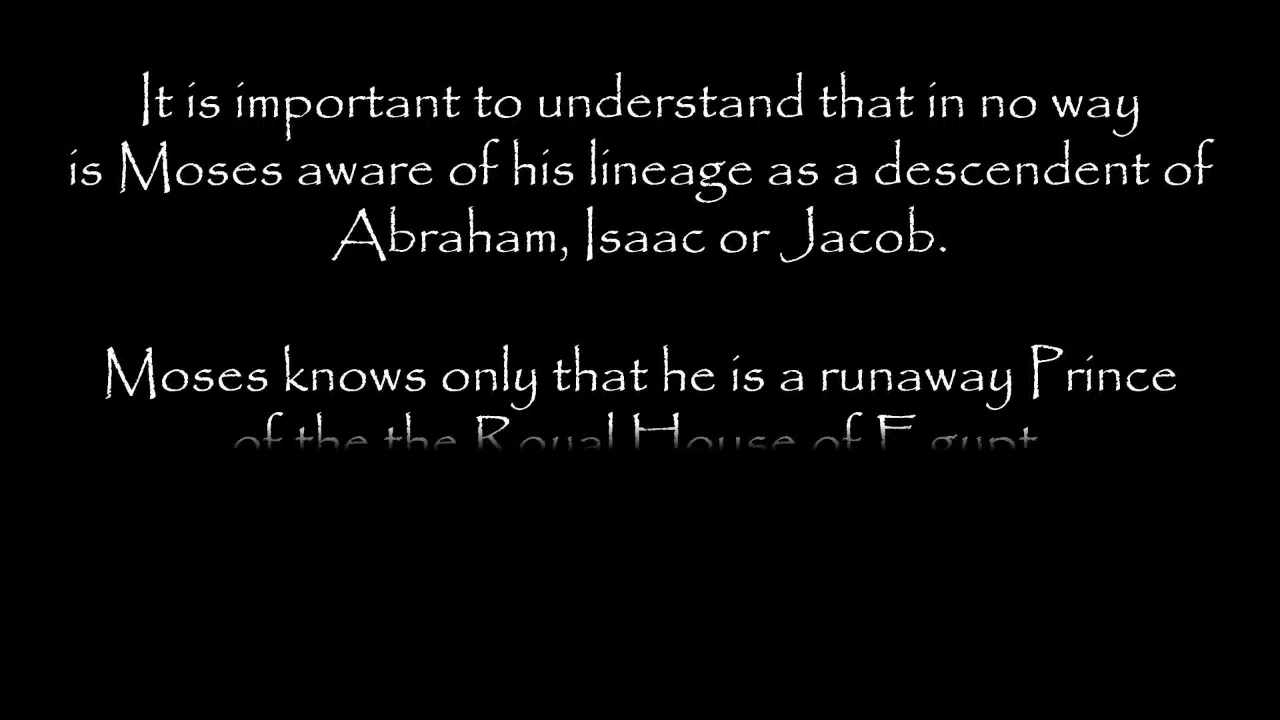 It is important to understand that in no way
is Moses aware of his lineage as a descendent of
Abraham, Isaac or Jacob.
Moses knows only that he is a runaway Prince
of the the Royal House of Egypt